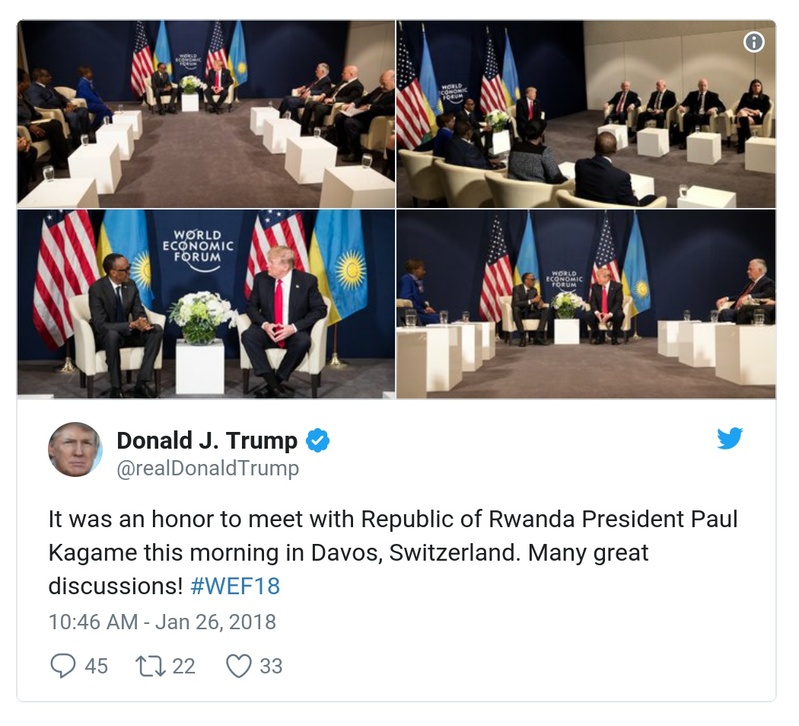 WORLD
ECONOMIC
FORUM
WORLD
ECONOMIC
FORUM
WORLD
ECONOMIC
FORUM
WORLD
ECONOMIC
FORUM
Donald J. Trump
@realDonaldTrump
It was an honor to meet with Republic of Rwanda President Paul
Kagame this morning in Davos, Switzerland. Many great
discussions! #WEF18
10:46 AM - Jan 26, 2018
45 22 33